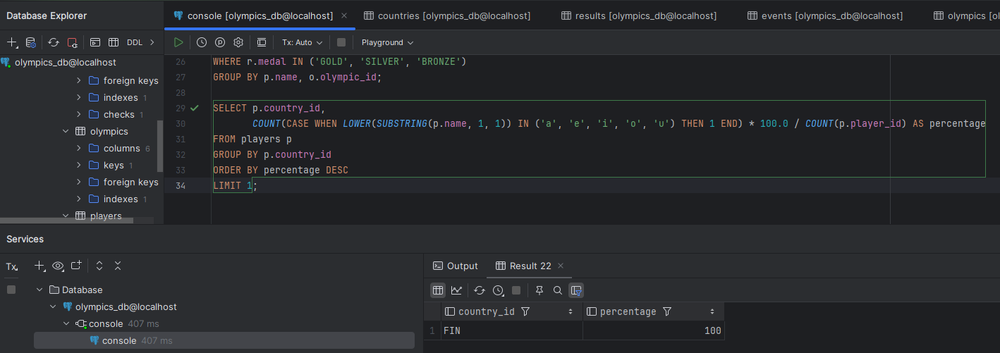 Database Explorer
console [olympics_db@localhost]
countries [olympics_db@localhost]
results [olympics_db@localhost]
events [olympics_db@localhost]
olympics [ol
DDL
Tx: Auto
Playground
olympics_db@localhost
foreign keys
indexes 1
checks 1
olympics
columns 6
keys 1
foreign keys
indexes 1
players
26 WHERE r.medal IN ('GOLD', 'SILVER', 'BRONZE')
27 GROUP BY p.name, o.olympic_id;
28
29 SELECT p.country_id,
30 COUNT(CASE WHEN LOWER(SUBSTRING(p.name, 1, 1)) IN ('a', 'e', 'i', 'o', 'u') THEN 1 END) * 100.0 / COUNT(p.player_id) AS percentage
31 FROM players p
32 GROUP BY p.country_id
33 ORDER BY percentage DESC
34 LIMIT 1;
Services
Tx
Database
olympics_db@localhost
console 407 ms
console 407 ms
Output
Result 22
country_id percentage
1 FIN 100